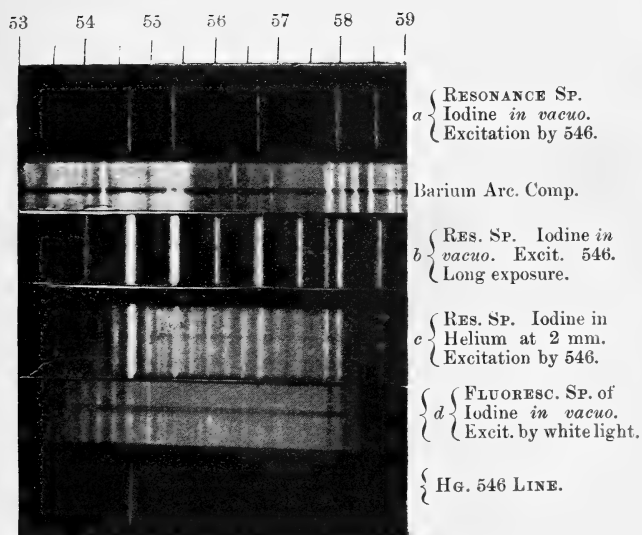 53 54 55 56 57 58 59
a { RESONANCE SP.
Iodine in vacuo.
Excitation by 546.
Barium Arc. Comp.
b { RES. SP. Iodine in
vacuo. Excit. 546.
Long exposure.
c { RES. SP. Iodine in
Helium at 2 mm.
Excitation by 546.
{ d { FLUORESC. SP. of
Iodine in vacuo.
Excit. by white light.
{ HG. 546 LINE.